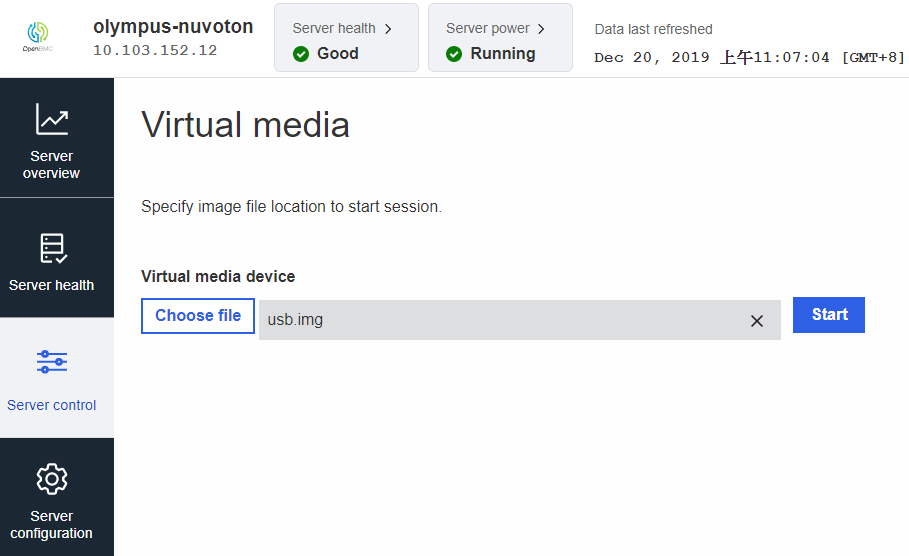 OpenBMC
olympus-nuvoton
10.103.152.12
Server health
Good
Server power
Running
Data last refreshed
Dec 20, 2019 上午11:07:04 [GMT+8]
Server
overview
Server health
Server control
Server
configuration
Virtual media
Specify image file location to start session.
Virtual media device
Choose file
usb.img
Start